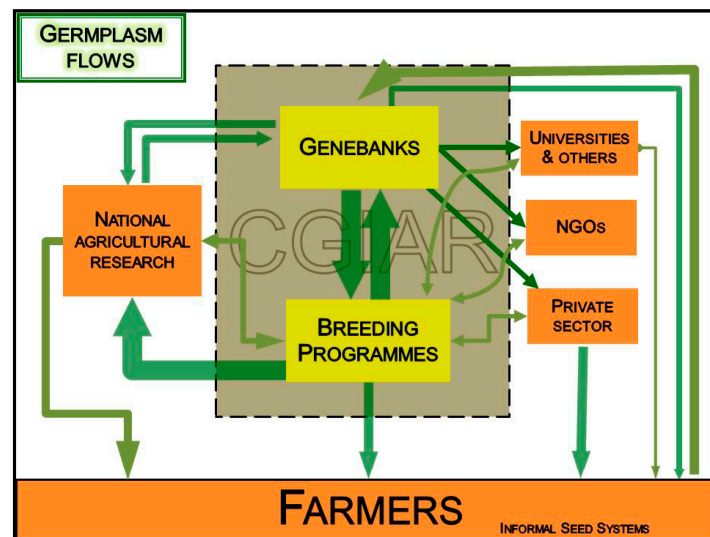 GERMPLASM
FLOWS
GENEBANKS
UNIVERSITIES
& OTHERS
NATIONAL
AGRICULTURAL
RESEARCH
CGIAR
NGOS
BREEDING
PROGRAMMES
PRIVATE
SECTOR
FARMERS
INFORMAL SEED SYSTEMS